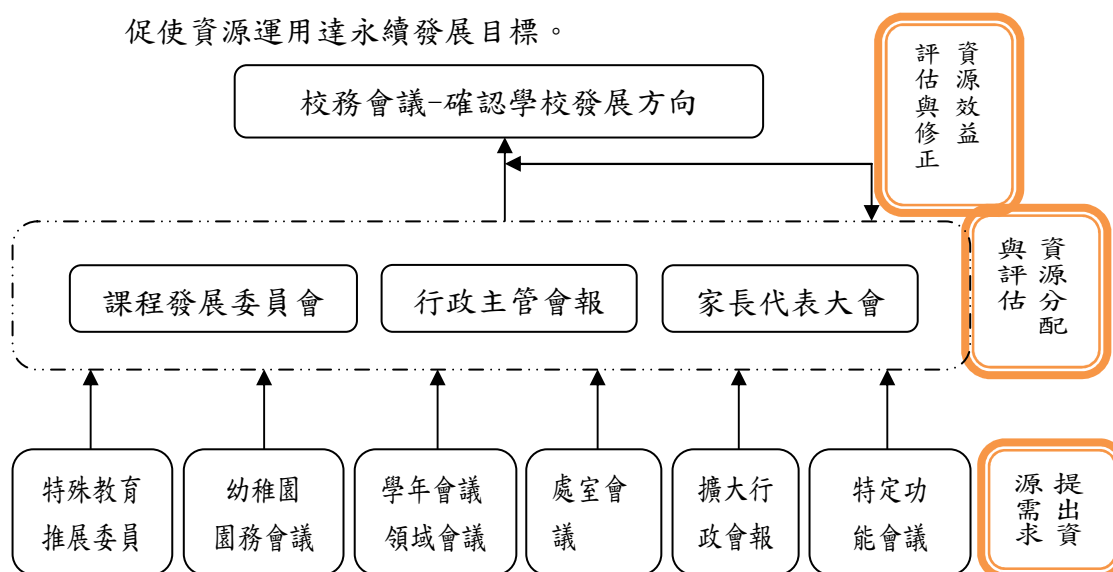 促使資源運用達永續發展目標。
校務會議-確認學校發展方向
資源效益
評估與修正
課程發展委員會
行政主管會報
家長代表大會
資源分配
與評估
特殊教育
推展委員
幼稚園
園務會議
學年會議
領域會議
處室會
議
擴大行
政會報
特定功
能會議
提出資
源需求